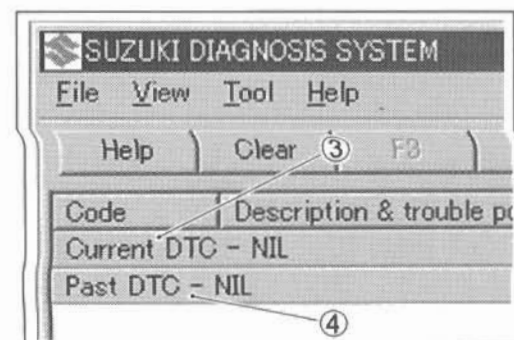 SUZUKI DIAGNOSIS SYSTEM
File View Tool Help
Help Clear ③ F3
Code Description & trouble po
Current DTC - NIL
Past DTC - NIL
④